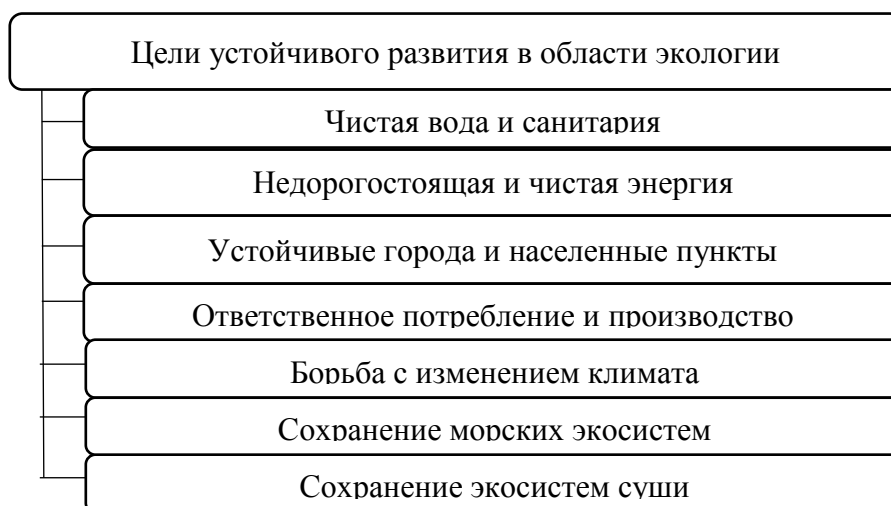 Цели устойчивого развития в области экологии
Чистая вода и санитария
Недорогостоящая и чистая энергия
Устойчивые города и населенные пункты
Ответственное потребление и производство
Борьба с изменением климата
Сохранение морских экосистем
Сохранение экосистем суши